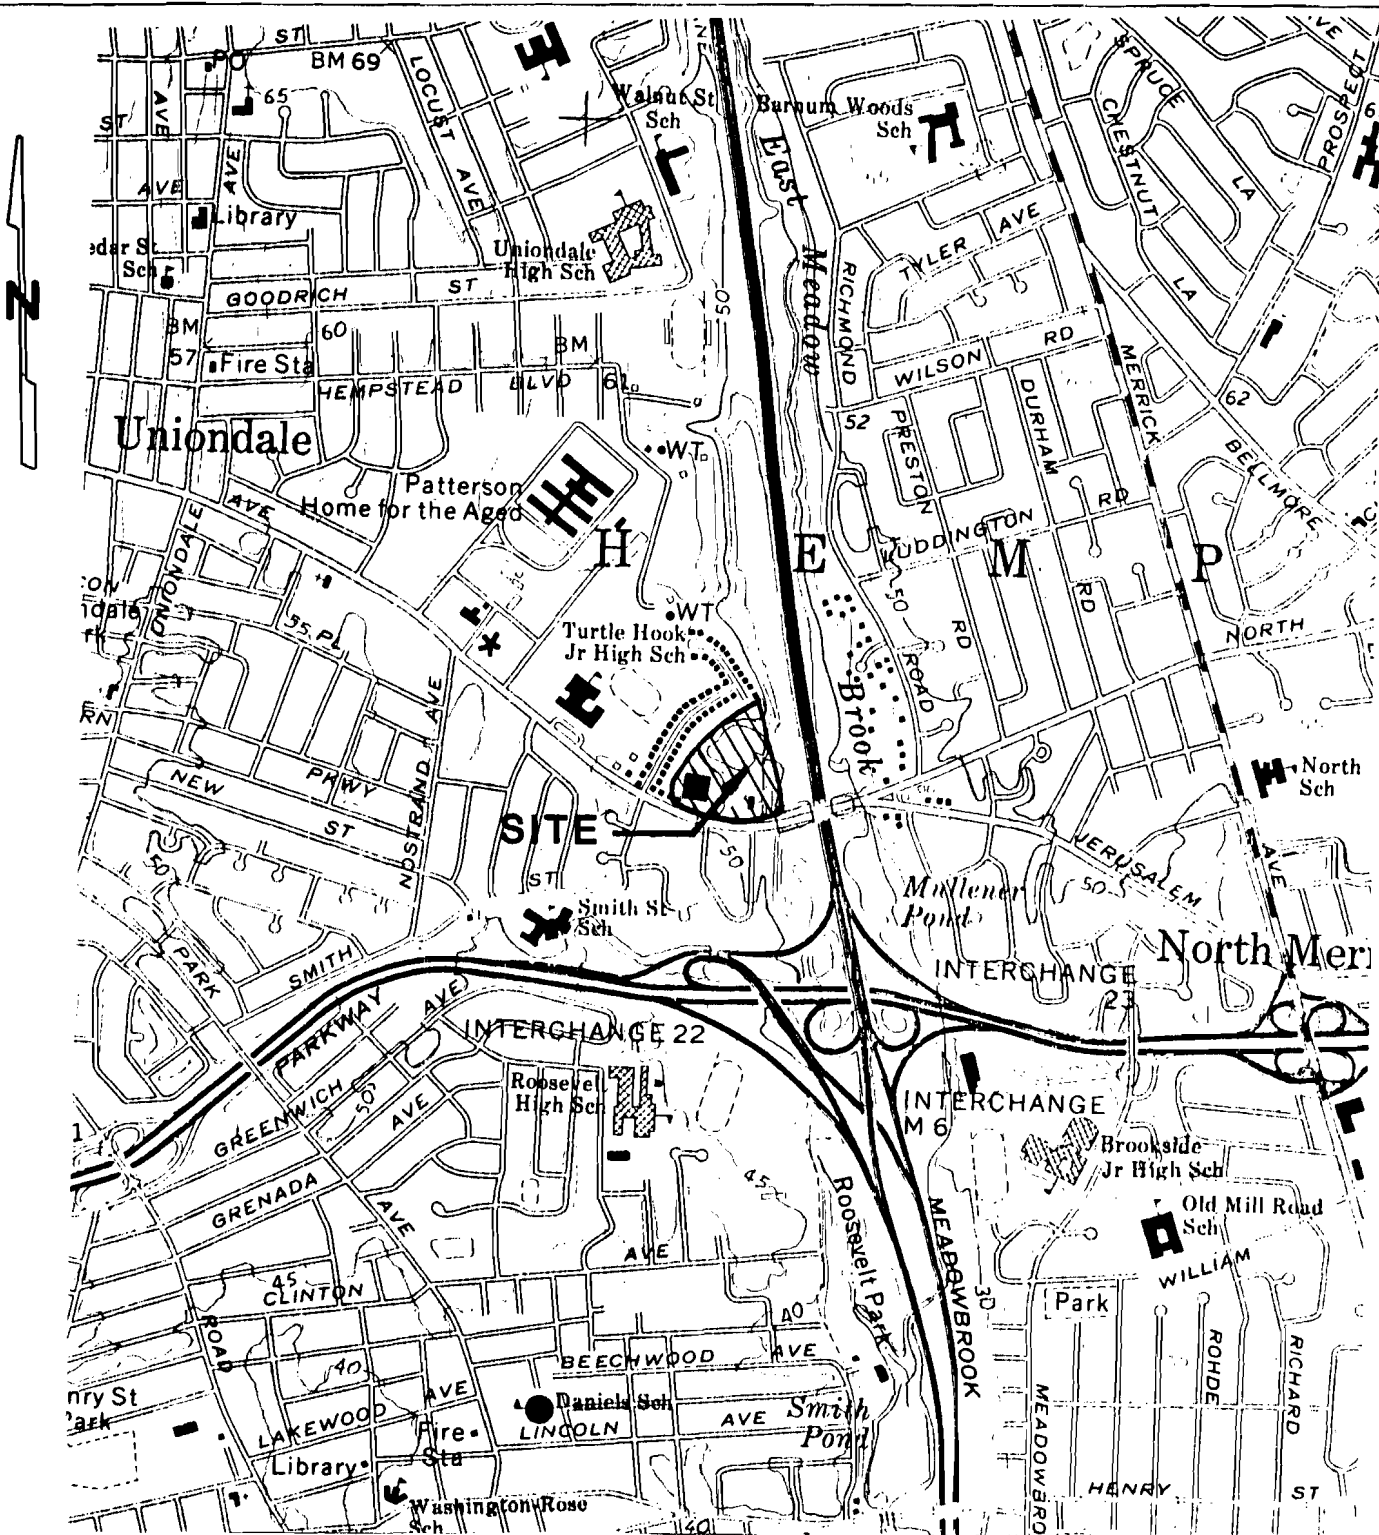 ST
BM 69
PO
65
LOCUST
AVE
AVE
ST
AVE
AVE
Walnut St
Sch
Barnum Woods
Sch
SPRUCE
CHESTNUT
LA
LA
PROSPECT
AVE
East
Meadow
Brook
Library
edar St
Sch
Uniondale
High Sch
GOODRICH
ST
TYLER
AVE
RICHMOND
ROAD
N
BM
57
60
Fire Sta
HEMPSTEAD
BLVD
BM
61
50
WILSON
RD
DURHAM
RD
MERRICK
AVE
62
52
PRESTON
RD
BELLMORE
Uniondale
WT
Patterson
Home for the Aged
AVE
UNIONDALE
RD
H E M P
50
WT
Turtle Hook
Jr High Sch
55
PL
NORTH
NOSTRAND
AVE
NEW
ST
PKWY
North
Sch
SITE
50
50
ST
Smith St
Sch
JERUSALEM
50
Mullener
Pond
PARK
AVE
SMITH
North Merr
INTERCHANGE
23
PARKWAY
AVE
INTERCHANGE 22
GREENWICH
50
AVE
Roosevel
High Sch
INTERCHANGE
M 6
1
Brookside
Jr High Sch
GRENADA
45
Old Mill Road
Sch
WILLIAM
AVE
Roosevelt Park
MEADOWBROOK
30
Park
45
CLINTON
ROAD
40
40
BEECHWOOD
AVE
ROHDE
RICHARD
nry St
Park
AVE
Daniels Sch
LAKEWOOD
Fire
Sta
LINCOLN
AVE
Smith
Pond
Library
Washington-Rose
Sch
40
MEADOWBRO
HENRY
ST